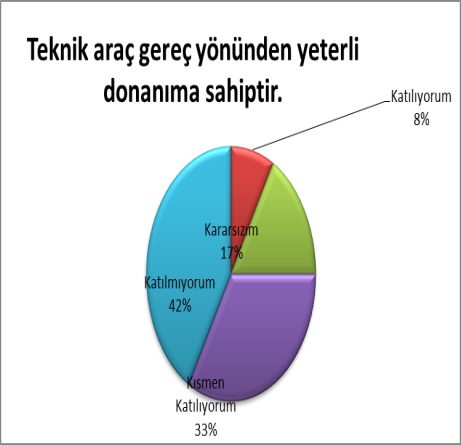 Teknik araç gereç yönünden yeterli
donanıma sahiptir.
Katılıyorum
8%
Kararsızım
17%
Katılmıyorum
42%
Kısmen
Katılıyorum
33%